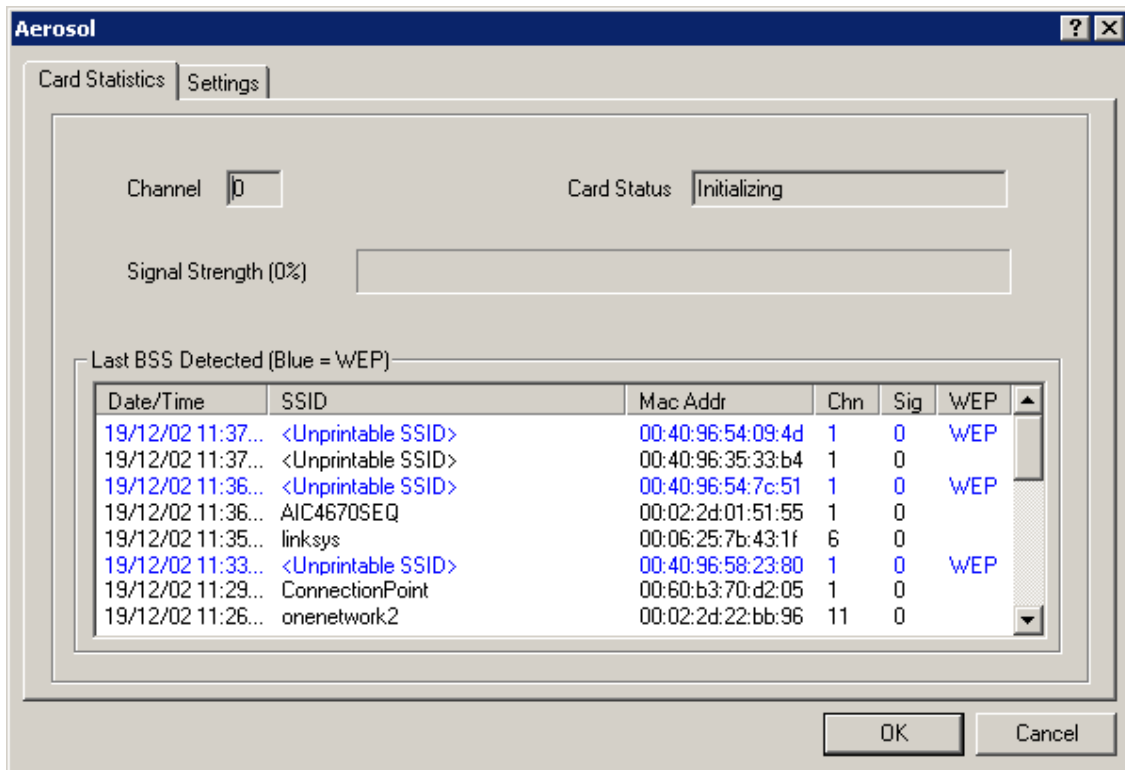 Aerosol
Card Statistics Settings
Channel 0 Card Status Initializing
Signal Strength (0%)
Last BSS Detected (Blue = WEP)
Date/Time SSID Mac Addr Chn Sig WEP
19/12/02 11:37... <Unprintable SSID> 00:40:96:54:09:4d 1 0 WEP
19/12/02 11:37... <Unprintable SSID> 00:40:96:35:33:b4 1 0
19/12/02 11:36... <Unprintable SSID> 00:40:96:54:7c:51 1 0 WEP
19/12/02 11:36... AIC4670SEQ 00:02:2d:01:51:55 1 0
19/12/02 11:35... linksys 00:06:25:7b:43:1f 6 0
19/12/02 11:33... <Unprintable SSID> 00:40:96:58:23:80 1 0 WEP
19/12/02 11:29... ConnectionPoint 00:60:b3:70:d2:05 1 0
19/12/02 11:26... onenetwork2 00:02:2d:22:bb:96 11 0
OK Cancel